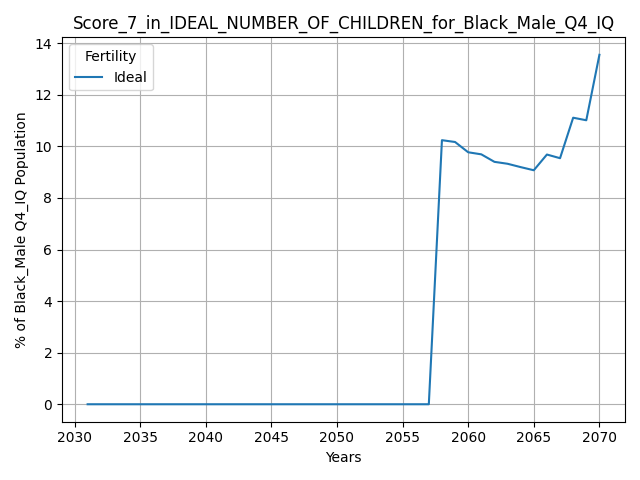 Score_7_in_IDEAL_NUMBER_OF_CHILDREN_for_Black_Male_Q4_IQ
Fertility
Ideal
% of Black_Male Q4_IQ Population
14
12
10
8
6
4
2
0
2030 2035 2040 2045 2050 2055 2060 2065 2070
Years